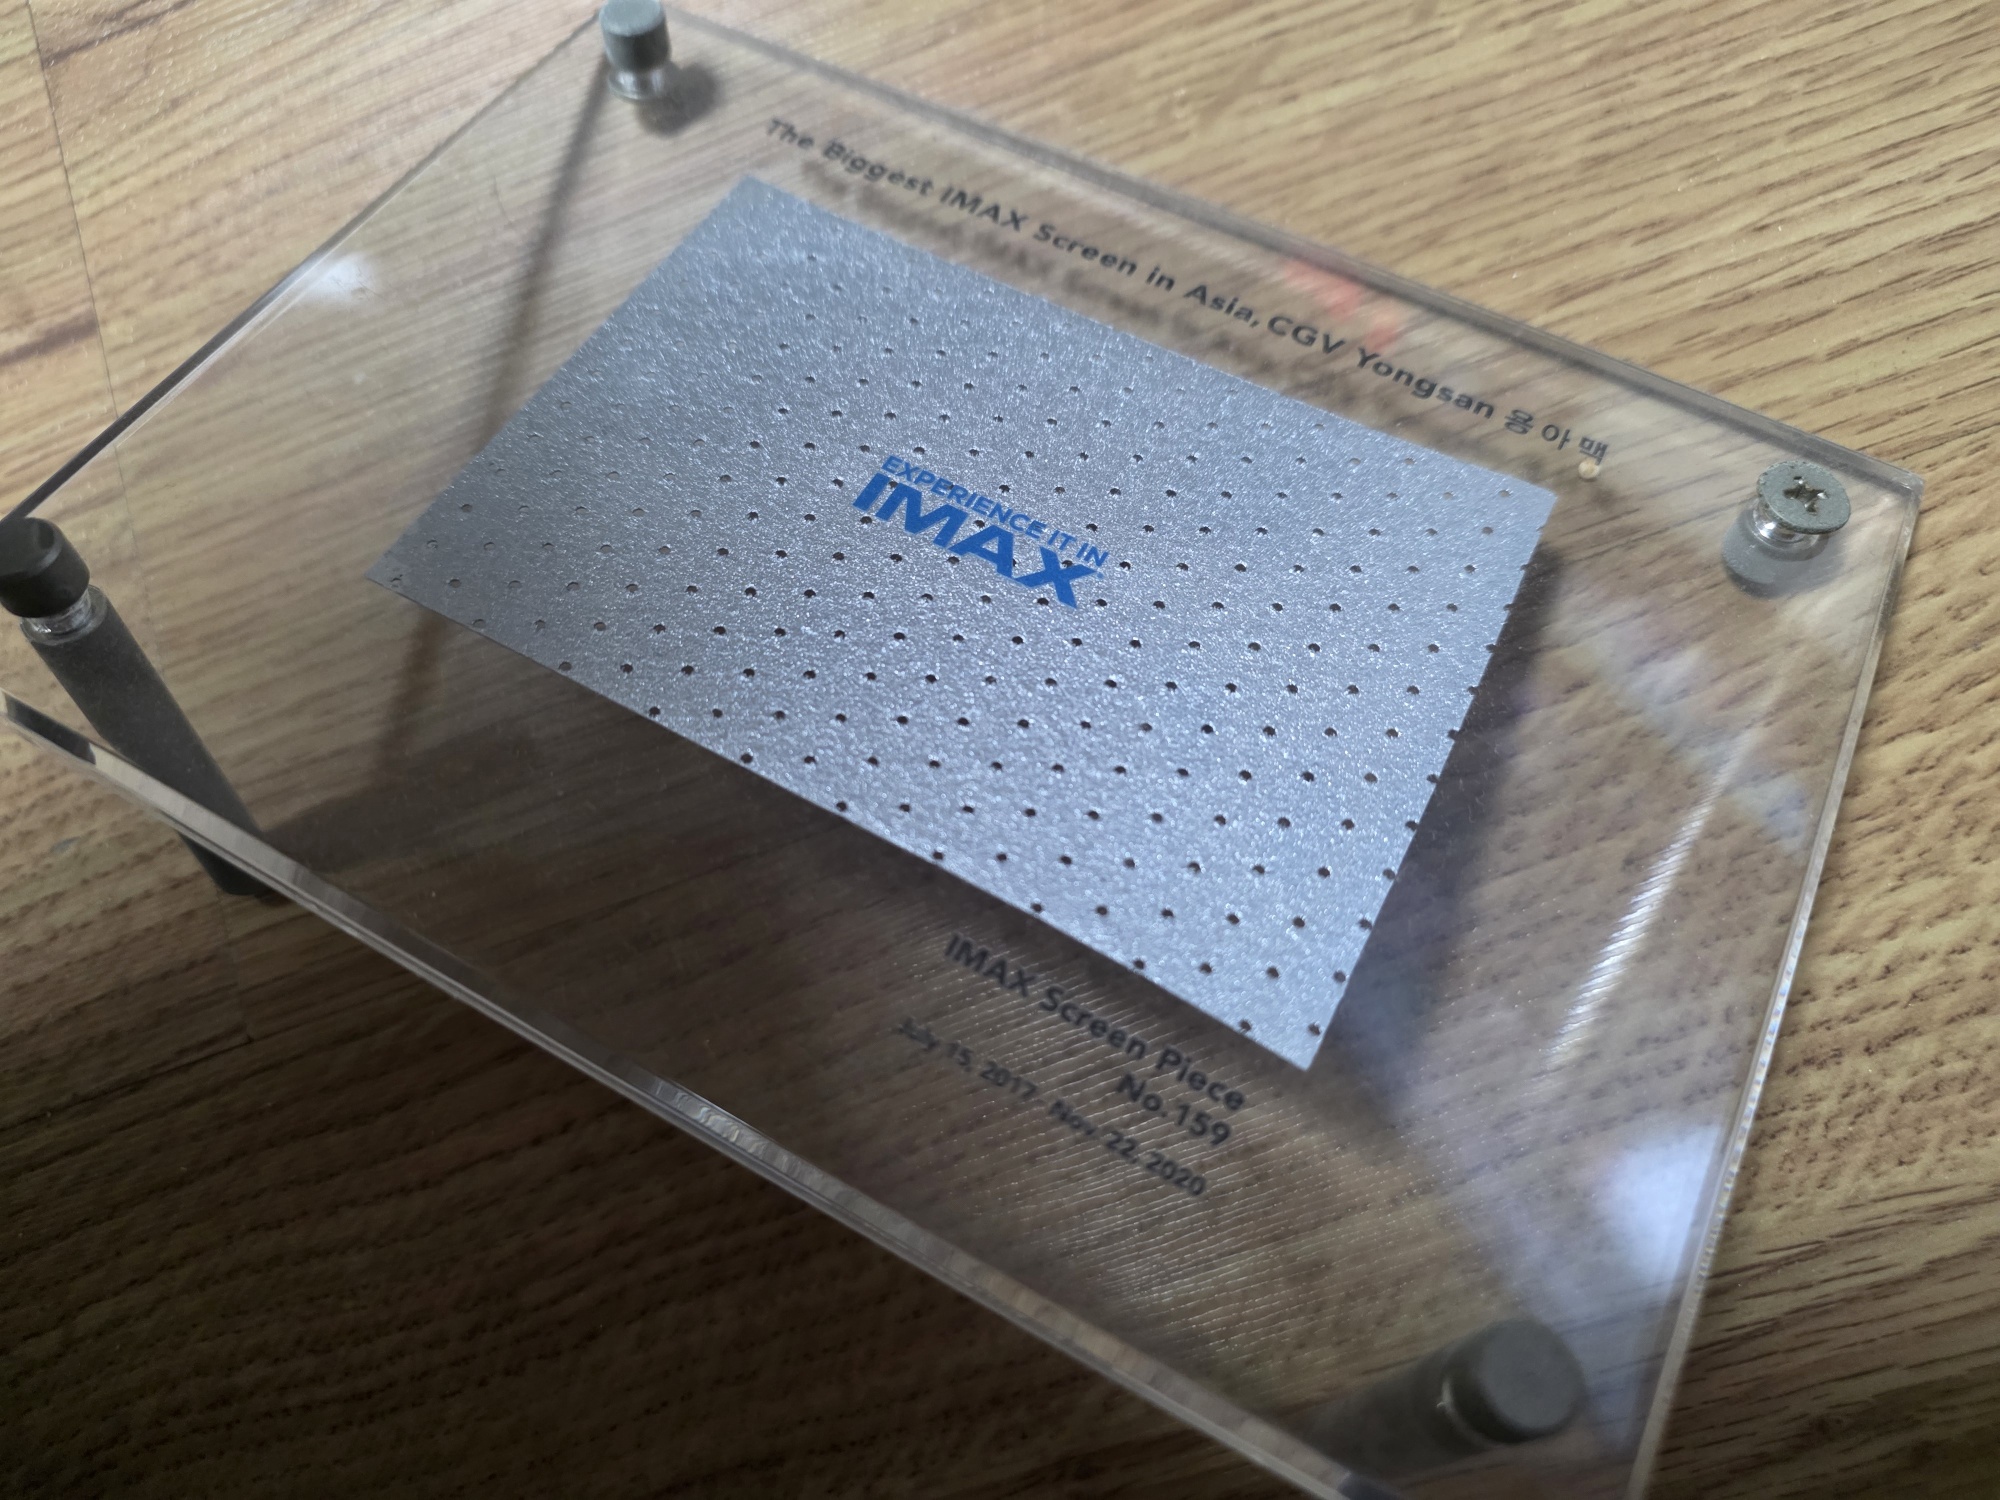 The Biggest IMAX Screen in Asia, CGV Yongsan 용아맥
EXPERIENCE IT IN
IMAX
IMAX Screen Piece
No.159
July 15, 2017 - Nov 22, 2020